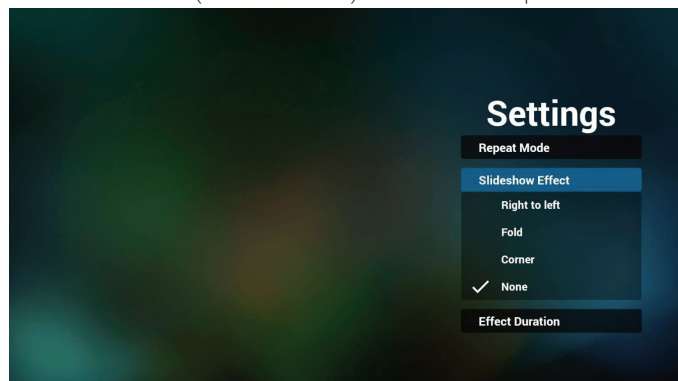 Settings
Repeat Mode
Slideshow Effect
Right to left
Fold
Corner
None
Effect Duration